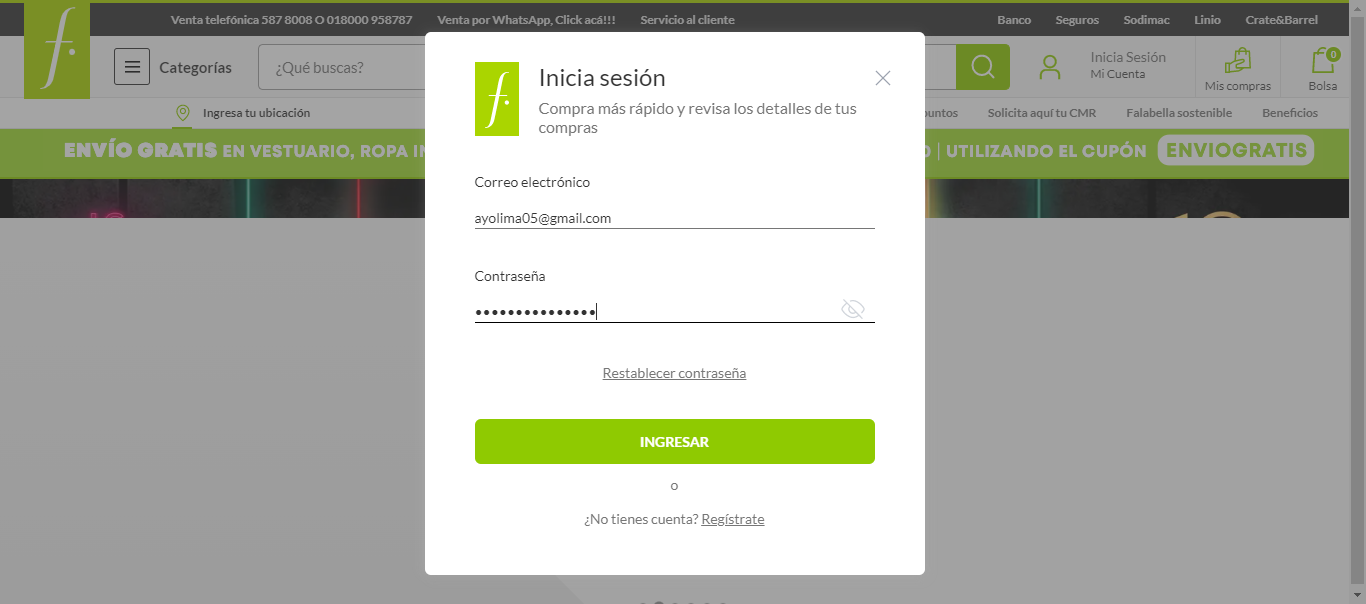 Venta telefónica 587 8008 O 018000 958787 Venta por WhatsApp, Click acá!!! Servicio al cliente Banco Seguros Sodimac Linio Crate&Barrel
f.
Categorías
¿Qué buscas?
Inicia Sesión
Mi Cuenta
Mis compras
0
Bolsa
Ingresa tu ubicación
Solicita aquí tu CMR Falabella sostenible Beneficios
ENVÍO GRATIS EN VESTUARIO, ROPA
| UTILIZANDO EL CUPÓN ENVIOGRATIS
f.
Inicia sesión
Compra más rápido y revisa los detalles de tus
compras
Correo electrónico
ayolima05@gmail.com
Contraseña
•••••••••••••••
Restablecer contraseña
INGRESAR
o
¿No tienes cuenta? Regístrate